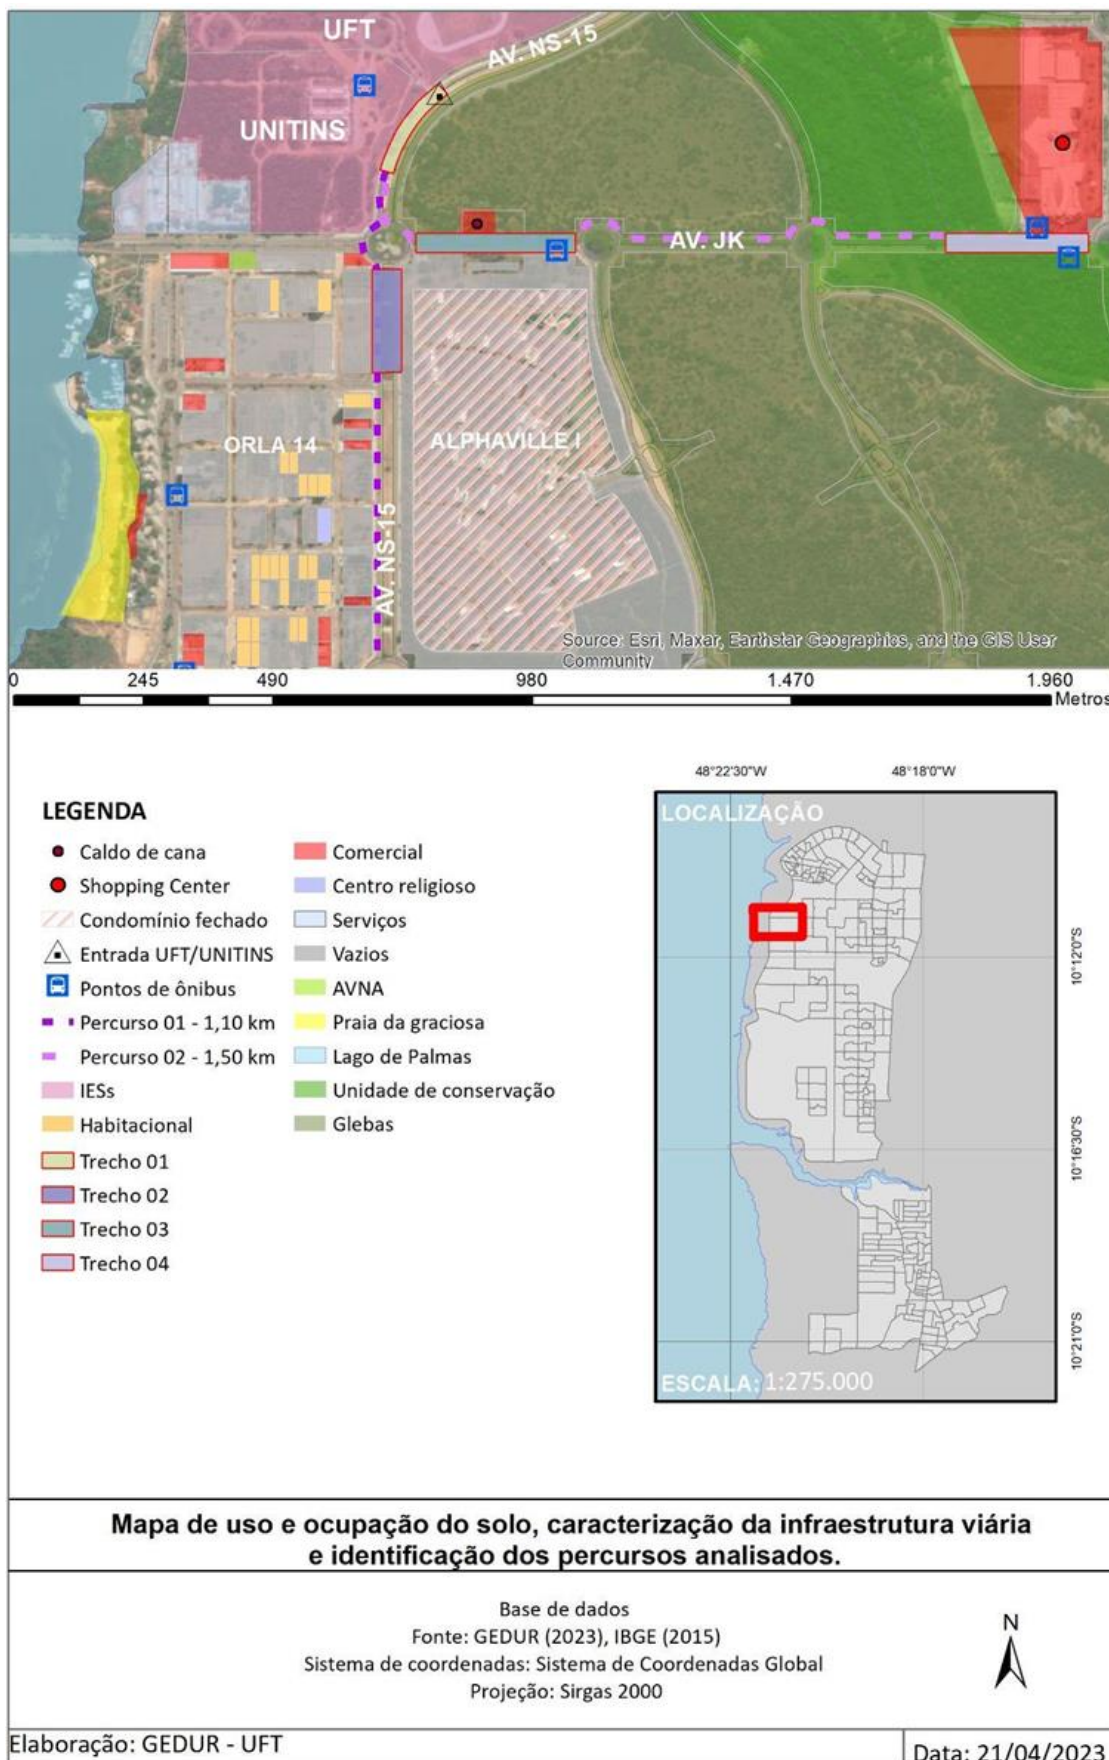 UFT
AV. NS-15
UNITINS
AV. JK
ORLA 14
ALPHAVILLE I
AV. NS-15
Source: Esri, Maxar, Earthstar Geographics, and the GIS User
Community
0 245 490 980 1.470 1.960
Metros
LEGENDA
Caldo de cana
Shopping Center
Condomínio fechado
Entrada UFT/UNITINS
Pontos de ônibus
Percurso 01 - 1,10 km
Percurso 02 - 1,50 km
IESs
Habitacional
Trecho 01
Trecho 02
Trecho 03
Trecho 04
Comercial
Centro religioso
Serviços
Vazios
AVNA
Praia da graciosa
Lago de Palmas
Unidade de conservação
Glebas
48°22'30"W 48°18'0"W
LOCALIZAÇÃO
10°12'0"S
10°16'30"S
10°21'0"S
ESCALA: 1:275.000
Mapa de uso e ocupação do solo, caracterização da infraestrutura viária
e identificação dos percursos analisados.
Base de dados
Fonte: GEDUR (2023), IBGE (2015)
Sistema de coordenadas: Sistema de Coordenadas Global
Projeção: Sirgas 2000
N
Elaboração: GEDUR - UFT
Data: 21/04/2023